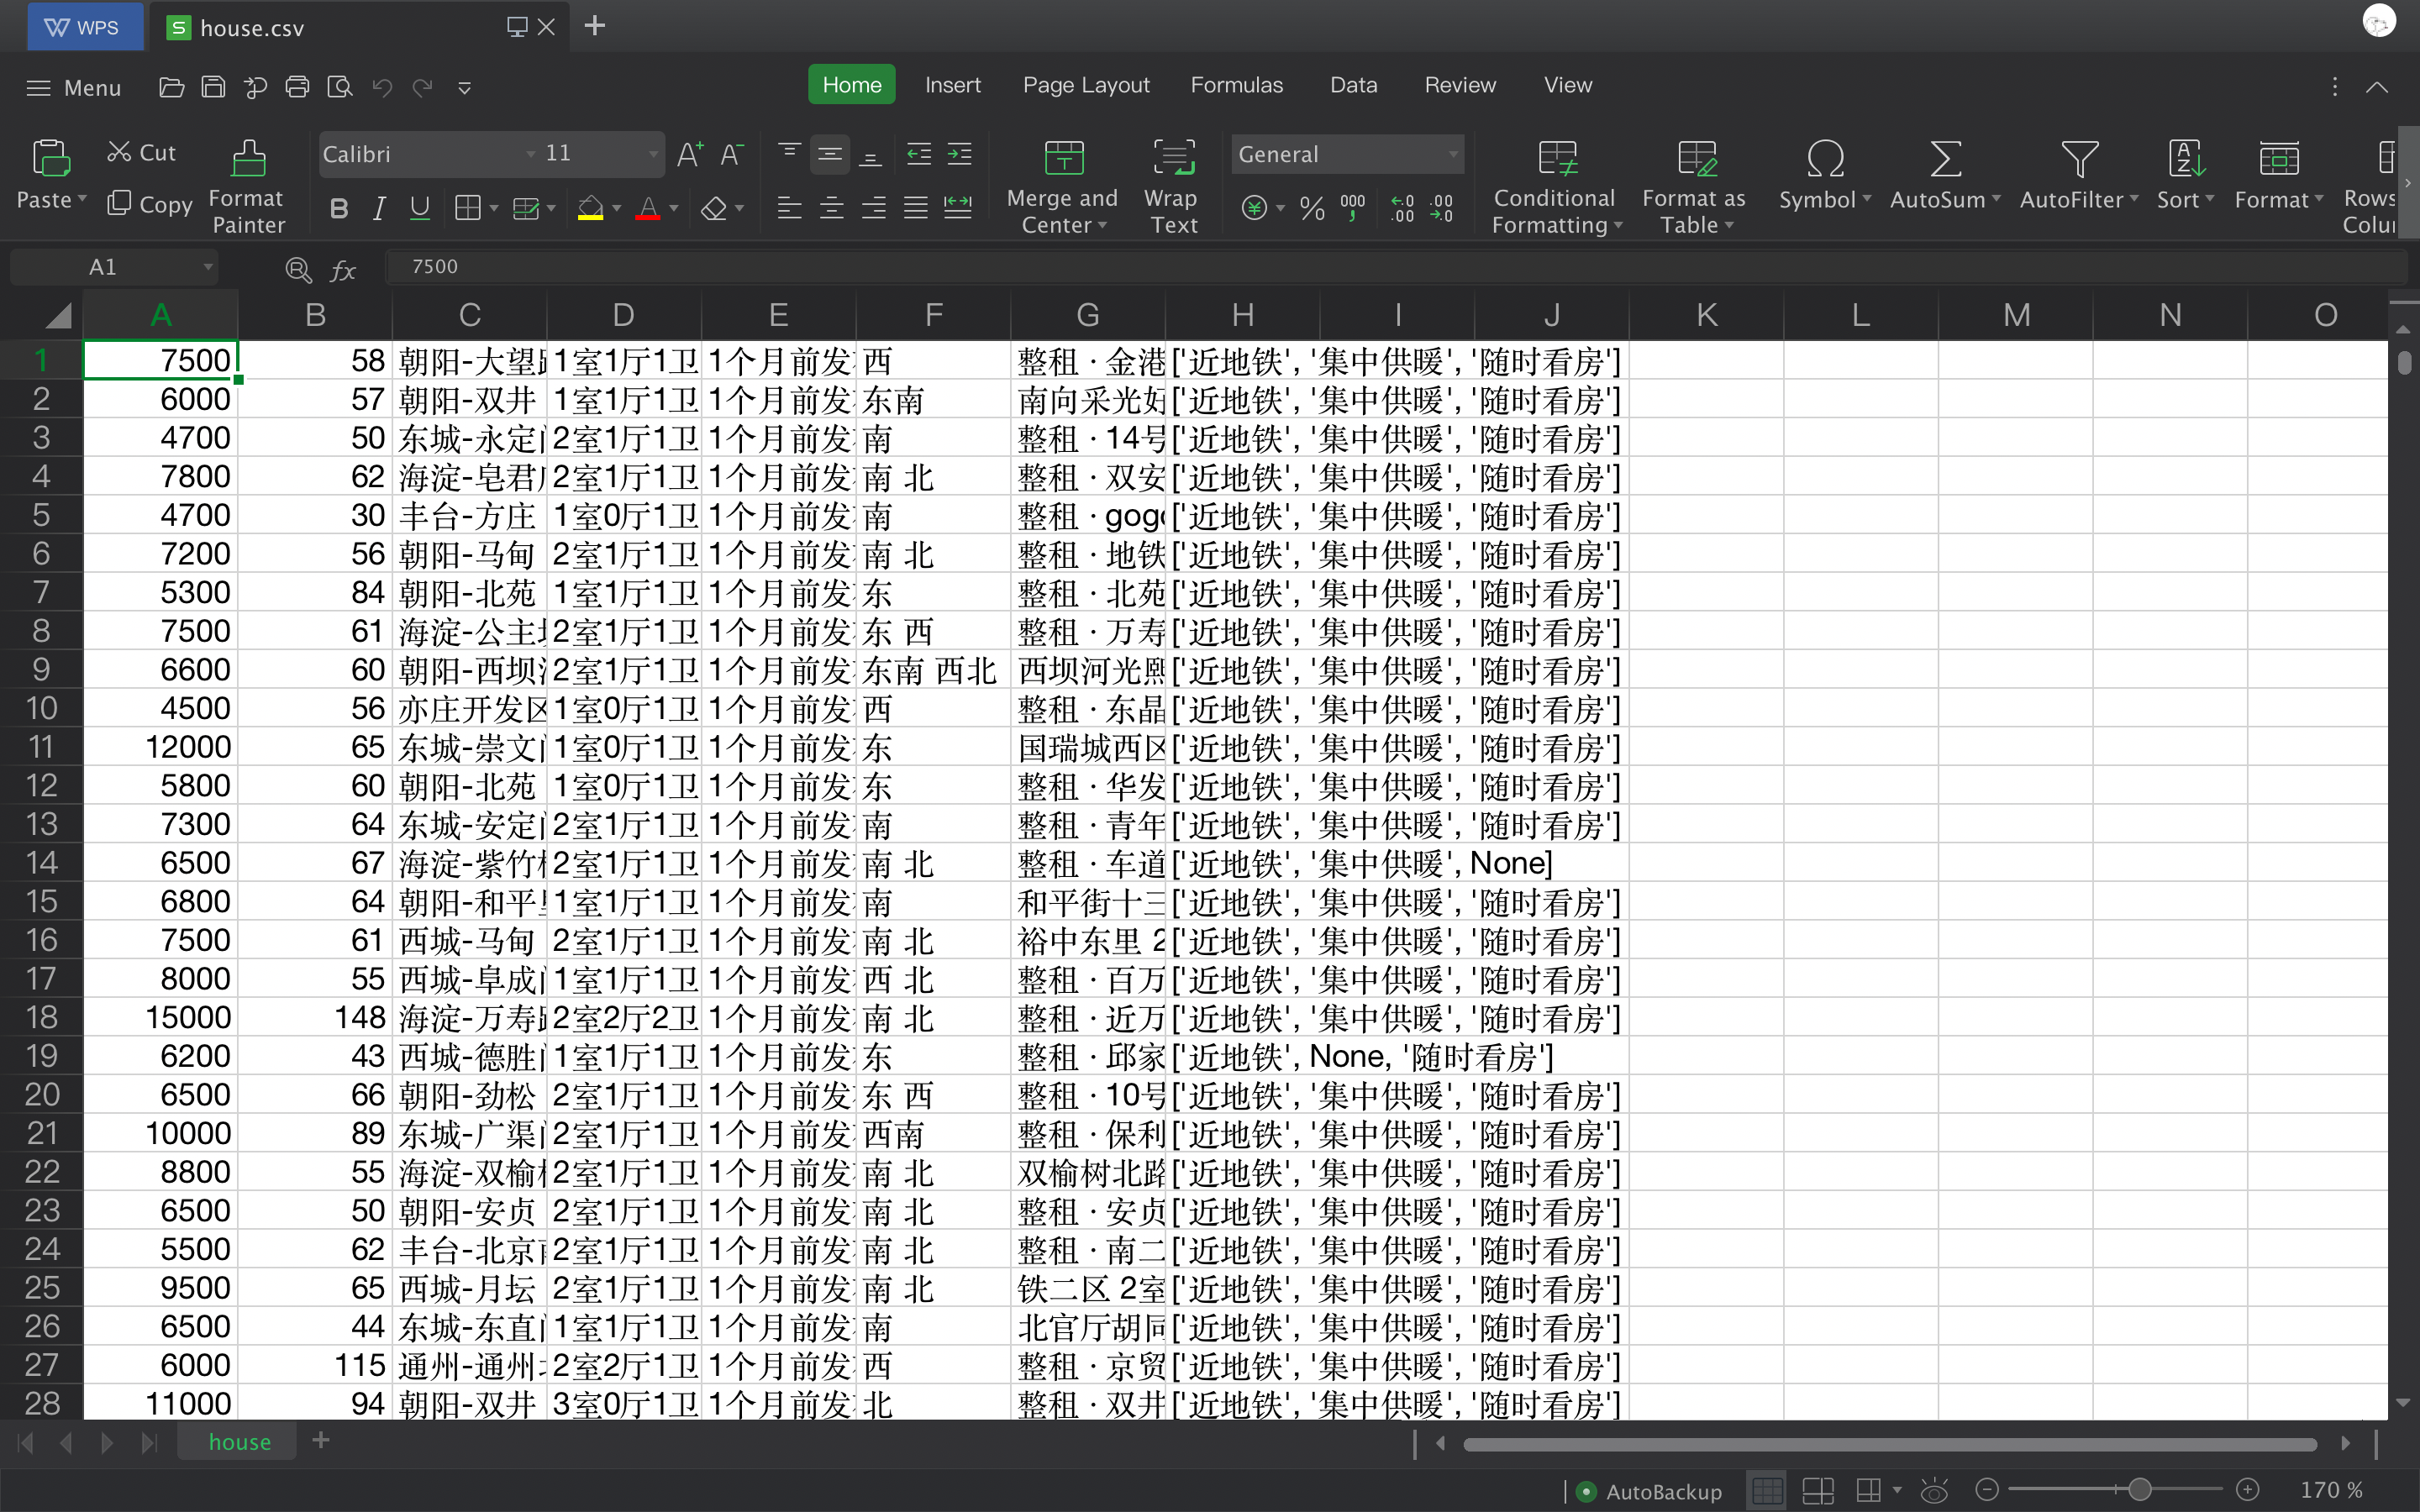 WPS house.csv
Menu Home Insert Page Layout Formulas Data Review View
Paste Cut Copy Format Painter Calibri 11 Merge and Center Wrap Text General Conditional Formatting Format as Table Symbol AutoSum AutoFilter Sort Format Rows
A1 fx 7500
A B C D E F G H I J K L M N O
1 7500 58 朝阳-大望 1室1厅1卫 1个月前发 西 整租 · 金港 ['近地铁', '集中供暖', '随时看房']
2 6000 57 朝阳-双井 1室1厅1卫 1个月前发 东南 南向采光好 ['近地铁', '集中供暖', '随时看房']
3 4700 50 东城-永定 2室1厅1卫 1个月前发 南 整租 · 14号 ['近地铁', '集中供暖', '随时看房']
4 7800 62 海淀-皂君 2室1厅1卫 1个月前发 南 北 整租 · 双安 ['近地铁', '集中供暖', '随时看房']
5 4700 30 丰台-方庄 1室0厅1卫 1个月前发 南 整租 · gog ['近地铁', '集中供暖', '随时看房']
6 7200 56 朝阳-马甸 2室1厅1卫 1个月前发 南 北 整租 · 地铁 ['近地铁', '集中供暖', '随时看房']
7 5300 84 朝阳-北苑 1室1厅1卫 1个月前发 东 整租 · 北苑 ['近地铁', '集中供暖', '随时看房']
8 7500 61 海淀-公主 2室1厅1卫 1个月前发 东 西 整租 · 万寿 ['近地铁', '集中供暖', '随时看房']
9 6600 60 朝阳-西坝 2室1厅1卫 1个月前发 东南 西北 西坝河光熙 ['近地铁', '集中供暖', '随时看房']
10 4500 56 亦庄开发区 1室0厅1卫 1个月前发 西 整租 · 东晶 ['近地铁', '集中供暖', '随时看房']
11 12000 65 东城-崇文 1室0厅1卫 1个月前发 东 国瑞城西区 ['近地铁', '集中供暖', '随时看房']
12 5800 60 朝阳-北苑 1室0厅1卫 1个月前发 东 整租 · 华发 ['近地铁', '集中供暖', '随时看房']
13 7300 64 东城-安定 2室1厅1卫 1个月前发 南 整租 · 青年 ['近地铁', '集中供暖', '随时看房']
14 6500 67 海淀-紫竹 2室1厅1卫 1个月前发 南 北 整租 · 车道 ['近地铁', '集中供暖', None]
15 6800 64 朝阳-和平 1室1厅1卫 1个月前发 南 和平街十三 ['近地铁', '集中供暖', '随时看房']
16 7500 61 西城-马甸 2室1厅1卫 1个月前发 南 北 裕中东里 2 ['近地铁', '集中供暖', '随时看房']
17 8000 55 西城-阜成 1室1厅1卫 1个月前发 西 北 整租 · 百万 ['近地铁', '集中供暖', '随时看房']
18 15000 148 海淀-万寿 2室2厅2卫 1个月前发 南 北 整租 · 近万 ['近地铁', '集中供暖', '随时看房']
19 6200 43 西城-德胜 1室1厅1卫 1个月前发 东 整租 · 邱家 ['近地铁', None, '随时看房']
20 6500 66 朝阳-劲松 2室1厅1卫 1个月前发 东 西 整租 · 10号 ['近地铁', '集中供暖', '随时看房']
21 10000 89 东城-广渠 2室1厅1卫 1个月前发 西南 整租 · 保利 ['近地铁', '集中供暖', '随时看房']
22 8800 55 海淀-双榆 2室1厅1卫 1个月前发 南 北 双榆树北路 ['近地铁', '集中供暖', '随时看房']
23 6500 50 朝阳-安贞 2室1厅1卫 1个月前发 南 北 整租 · 安贞 ['近地铁', '集中供暖', '随时看房']
24 5500 62 丰台-北京 2室1厅1卫 1个月前发 南 北 整租 · 南二 ['近地铁', '集中供暖', '随时看房']
25 9500 65 西城-月坛 2室1厅1卫 1个月前发 南 北 铁二区 2室 ['近地铁', '集中供暖', '随时看房']
26 6500 44 东城-东直 1室1厅1卫 1个月前发 南 北官厅胡同 ['近地铁', '集中供暖', '随时看房']
27 6000 115 通州-通州 2室2厅1卫 1个月前发 西 整租 · 京贸 ['近地铁', '集中供暖', '随时看房']
28 11000 94 朝阳-双井 3室0厅1卫 1个月前发 北 整租 · 双井 ['近地铁', '集中供暖', '随时看房']
house
AutoBackup 170 %